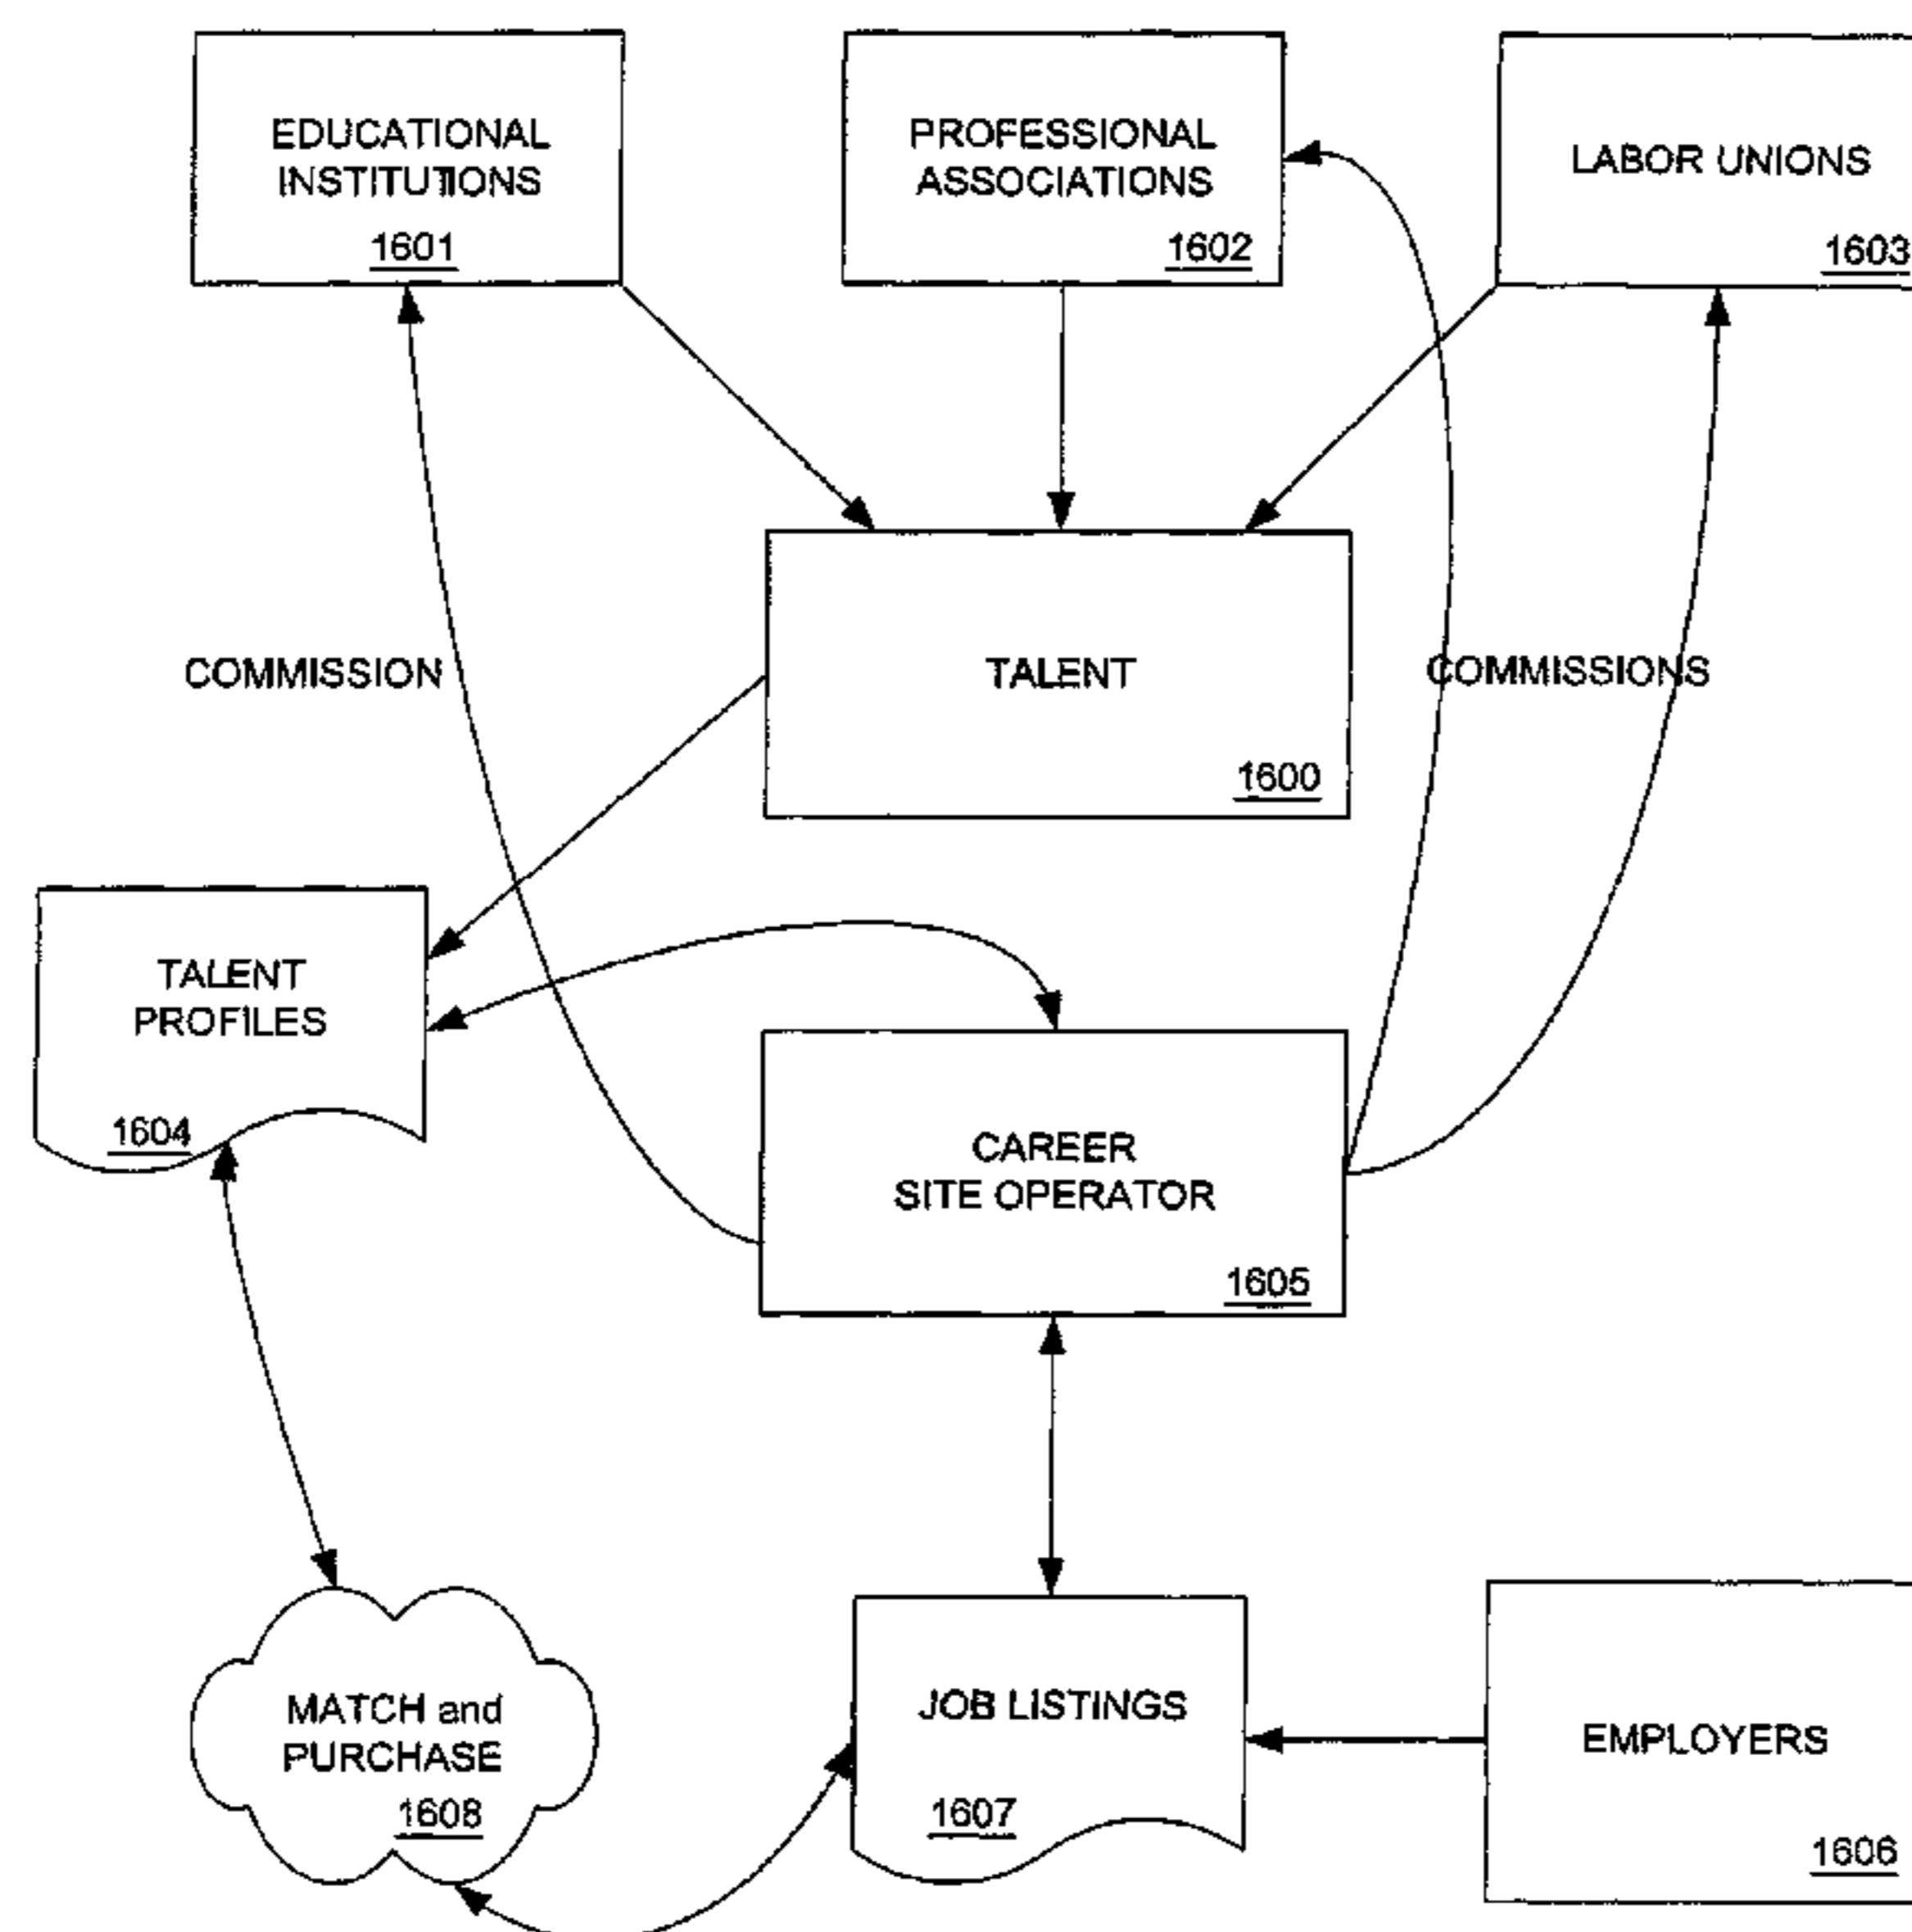 EDUCATIONAL
INSTITUTIONS
1601
PROFESSIONAL
ASSOCIATIONS
1602
LABOR UNIONS
1603
COMMISSION
TALENT
1600
COMMISSIONS
TALENT
PROFILES
1604
CAREER
SITE OPERATOR
1605
MATCH and
PURCHASE
1608
JOB LISTINGS
1607
EMPLOYERS
1606